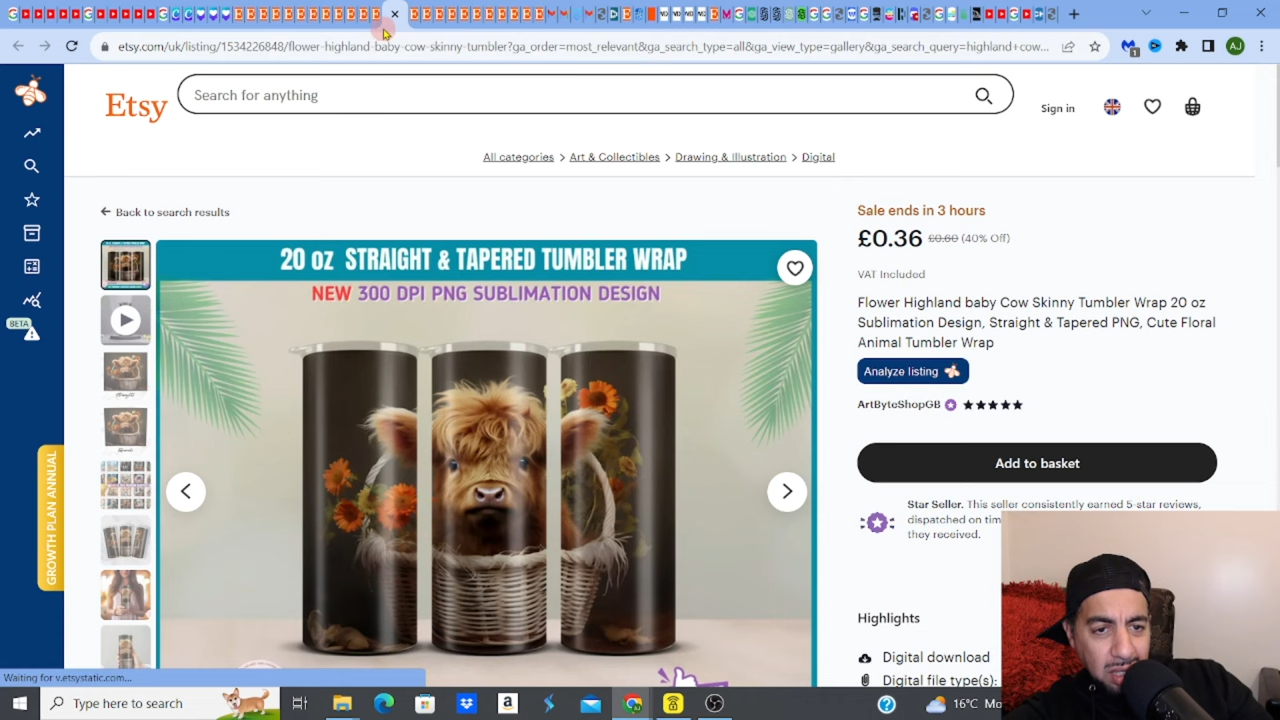 etsy.com/uk/listing/1534226848/flower-highland-baby-cow-skinny-tumbler?ga_order=most_relevant&ga_search_type=all&ga_view_type=gallery&ga_search_query=highland+cow...
1
AJ
Etsy
Search for anything
Sign in
All categories > Art & Collectibles > Drawing & Illustration > Digital
Back to search results
Sale ends in 3 hours
£0.36 £0.60 (40% Off)
VAT Included
20 oz STRAIGHT & TAPERED TUMBLER WRAP
NEW 300 DPI PNG SUBLIMATION DESIGN
Flower Highland baby Cow Skinny Tumbler Wrap 20 oz
Sublimation Design, Straight & Tapered PNG, Cute Floral
Animal Tumbler Wrap
BETA
Analyze listing
ArtByteShopGB
Add to basket
GROWTH PLAN ANNUAL
Star Seller. This seller consistently earned 5-star reviews,
dispatched on tim
they received.
Highlights
Digital download
Digital file type(s):
Waiting for v.etsystatic.com...
Type here to search
16°C Mo